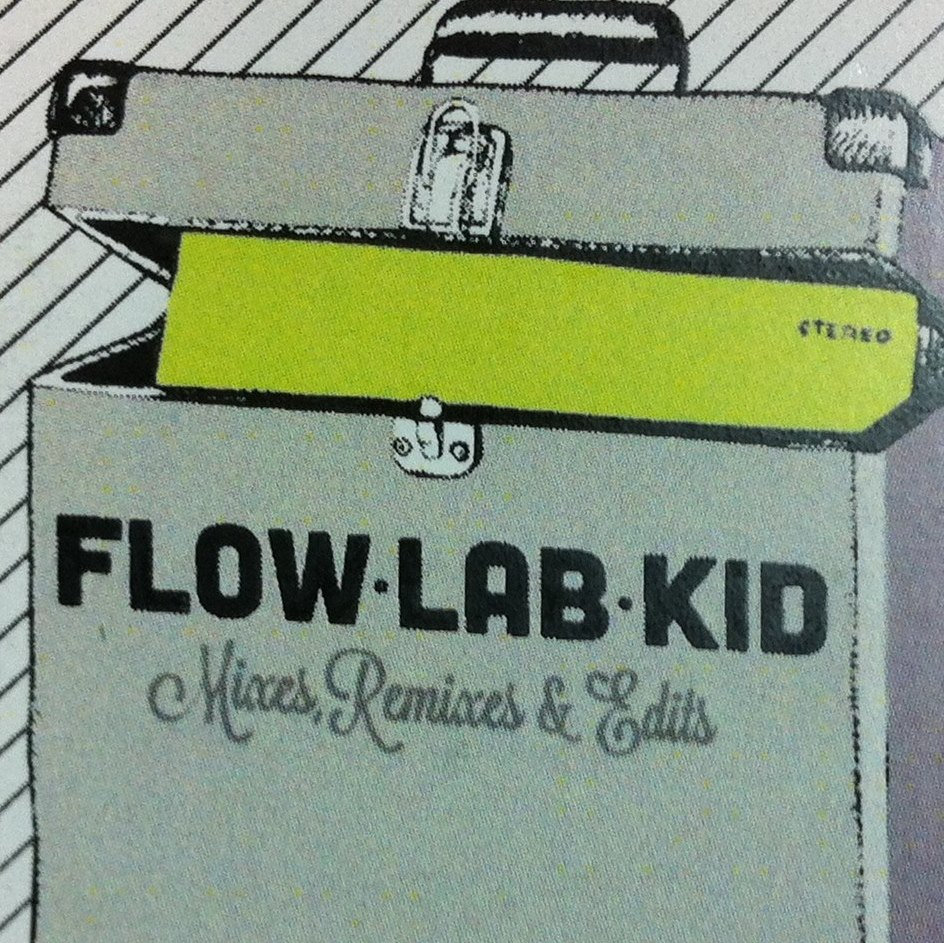 STEREO
FLOW·LAB·KID
Mixes, Remixes & Edits